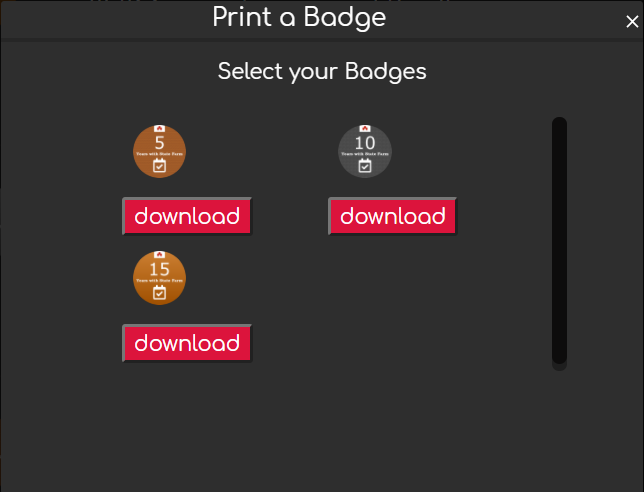 Print a Badge
×
Select your Badges
5
Years with State Farm
10
Years with State Farm
download
download
15
Years with State Farm
download